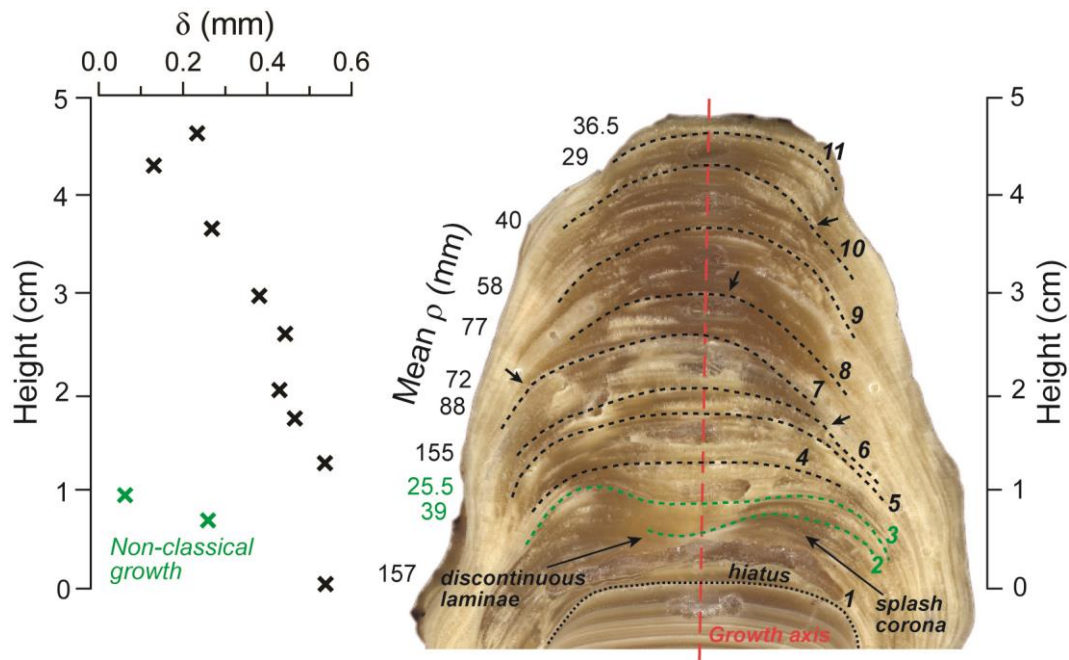 δ (mm)
0.0 0.2 0.4 0.6
5
4
3
2
1
0
Height (cm)
Non-classical
growth
Mean ρ (mm)
36.5
29
40
58
77
72
88
155
25.5
39
157
11
10
9
8
7
6
5
4
3
2
1
discontinuous
laminae
hiatus
splash
corona
Growth axis
5
4
3
2
1
0
Height (cm)